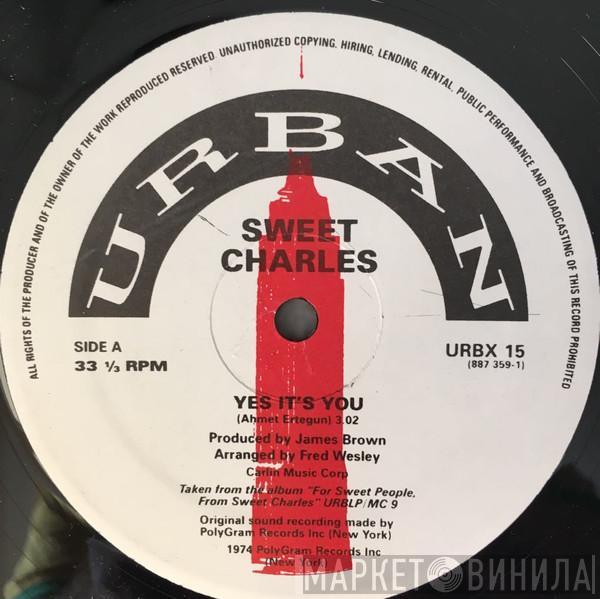 ALL RIGHTS OF THE PRODUCER AND OF THE OWNER OF THE WORK REPRODUCED RESERVED. UNAUTHORIZED COPYING, HIRING, LENDING, RENTAL, PUBLIC PERFORMANCE AND BROADCASTING OF THIS RECORD PROHIBITED
URBAN
SWEET
CHARLES
SIDE A
33 ⅓ RPM
URBX 15
(887 359-1)
YES IT'S YOU
(Ahmet Ertegun) 3.02
Produced by James Brown
Arranged by Fred Wesley
Carlin Music Corp
Taken from the album "For Sweet People,
From Sweet Charles" URBLP/MC 9
Original sound recording made by
PolyGram Records Inc (New York)
1974 PolyGram Records Inc
(New York)
МАРКЕТ ВИНИЛА